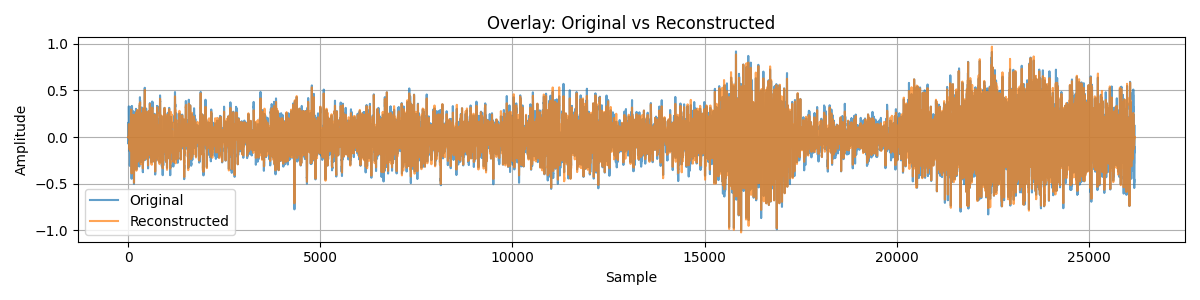 Overlay: Original vs Reconstructed
1.0
0.5
0.0
−0.5
−1.0
Amplitude
Original
Reconstructed
0 5000 10000 15000 20000 25000
Sample